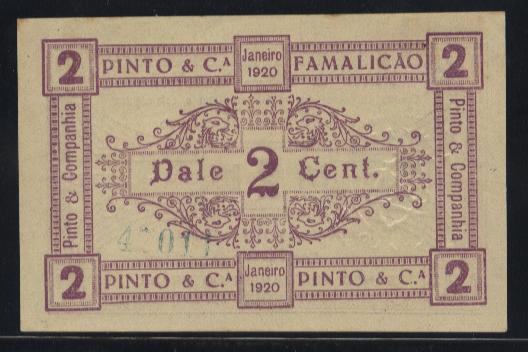 2 PINTO & C.ᴬ Janeiro 1920 FAMALICÃO 2
Pinto & Companhia
Vale 2 Cent.
Pinto & Companhia
2 PINTO & C.ᴬ Janeiro 1920 PINTO & C.ᴬ 2